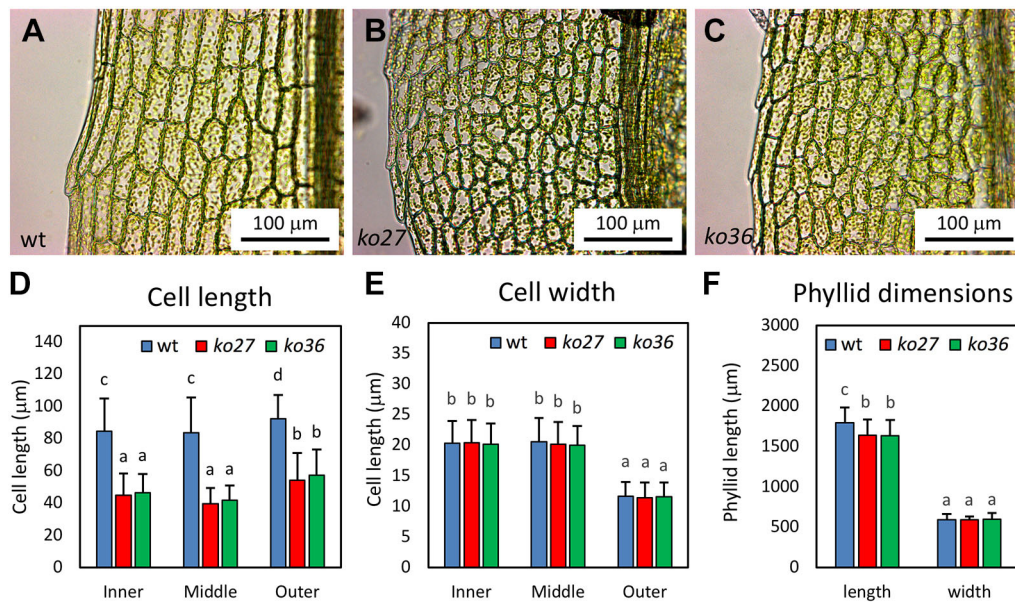 A
B
C
wt
100 μm
ko27
100 μm
ko36
100 μm
D
Cell length
Cell length (μm)
140
120
100
80
60
40
20
0
wt ko27 ko36
c
a a
c
a a
d
b b
Inner Middle Outer
E
Cell width
Cell length (μm)
40
35
30
25
20
15
10
5
0
wt ko27 ko36
b b b
b b b
a a a
Inner Middle Outer
F
Phyllid dimensions
Phyllid length (μm)
3000
2500
2000
1500
1000
500
0
wt ko27 ko36
c
b b
a a a
length width